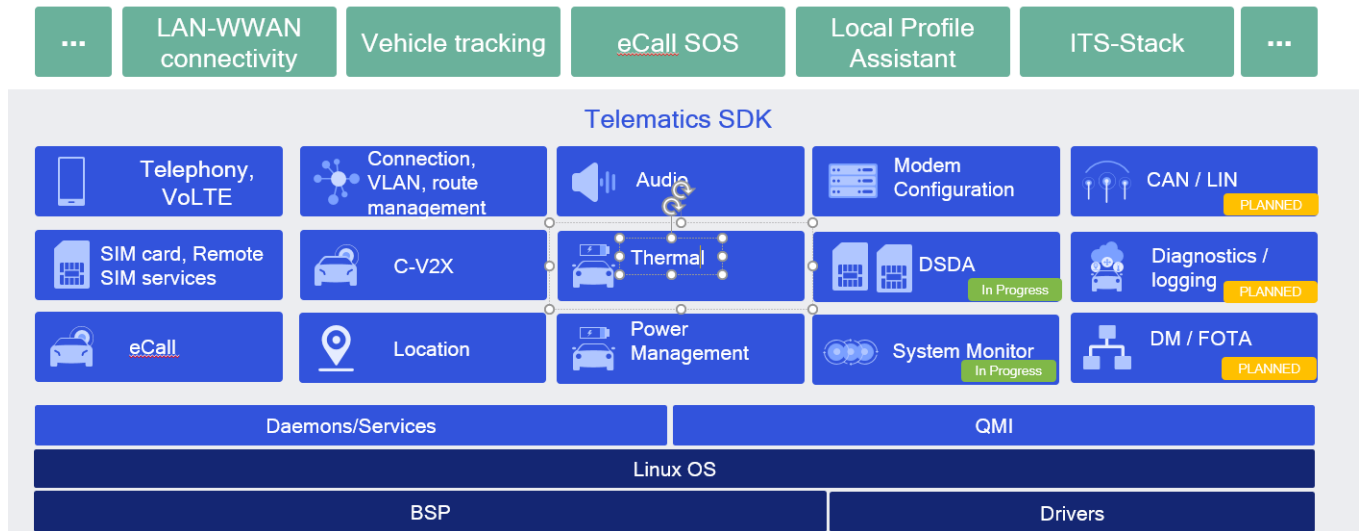 ...
LAN-WWAN
connectivity
Vehicle tracking
eCall SOS
Local Profile
Assistant
ITS-Stack
...
Telematics SDK
Telephony,
VoLTE
Connection,
VLAN, route
management
Audio
Modem
Configuration
CAN / LIN
PLANNED
SIM card, Remote
SIM services
C-V2X
Thermal
DSDA
In Progress
Diagnostics /
logging
PLANNED
eCall
Location
Power
Management
System Monitor
In Progress
DM / FOTA
PLANNED
Daemons/Services
QMI
Linux OS
BSP
Drivers